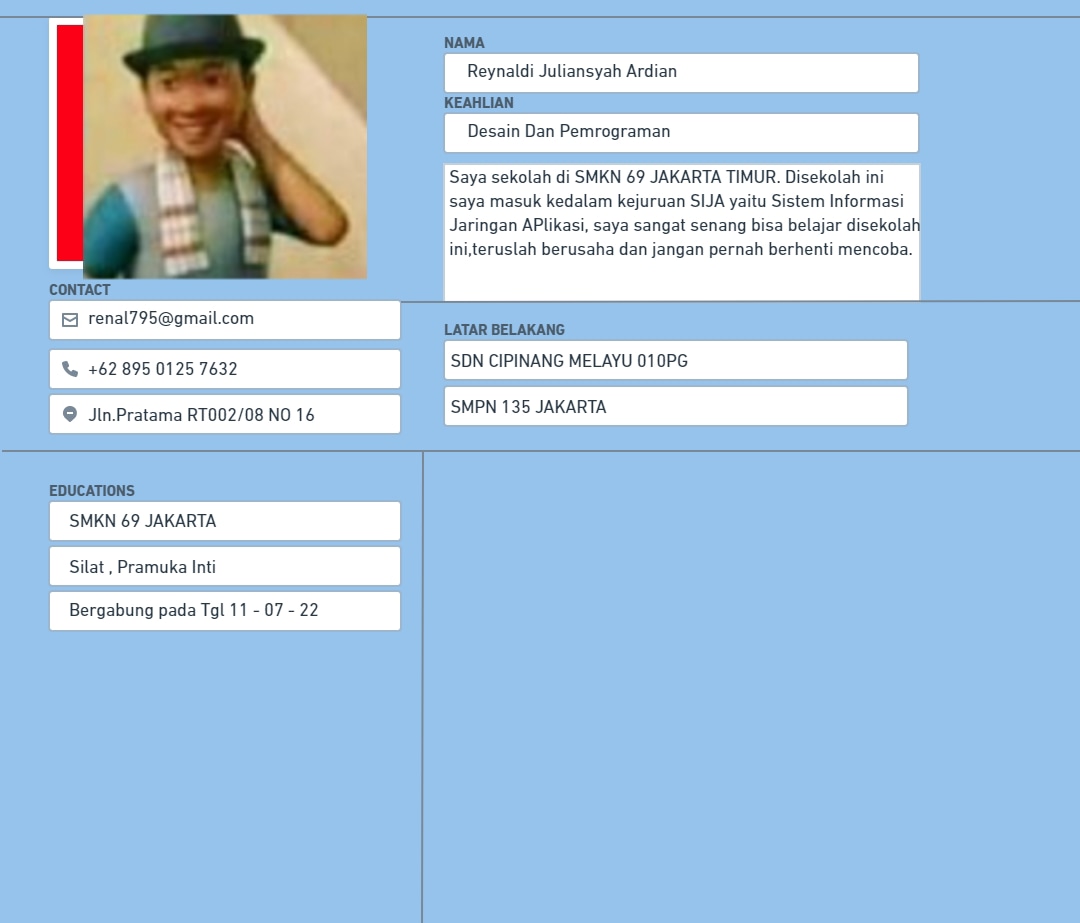 NAMA
Reynaldi Juliansyah Ardian
KEAHLIAN
Desain Dan Pemrograman
Saya sekolah di SMKN 69 JAKARTA TIMUR. Disekolah ini
saya masuk kedalam kejuruan SIJA yaitu Sistem Informasi
Jaringan APlikasi, saya sangat senang bisa belajar disekolah
ini,teruslah berusaha dan jangan pernah berhenti mencoba.
CONTACT
renal795@gmail.com
+62 895 0125 7632
Jln.Pratama RT002/08 NO 16
LATAR BELAKANG
SDN CIPINANG MELAYU 010PG
SMPN 135 JAKARTA
EDUCATIONS
SMKN 69 JAKARTA
Silat , Pramuka Inti
Bergabung pada Tgl 11 - 07 - 22